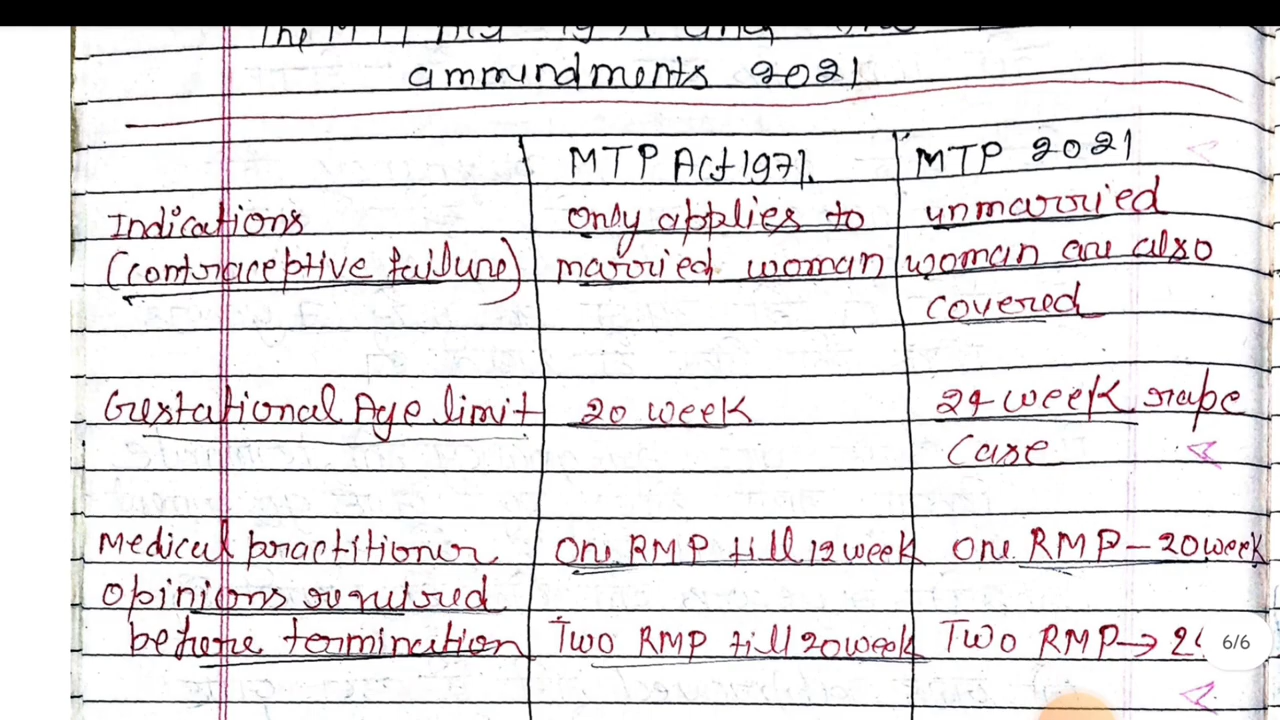 ammindments 2021
MTP Act 1971. MTP 2021
Indications only applies to unmarried
(contraceptive failure) married woman woman are also
covered
Gestational Age limit 20 week 24 week rape
Case
Medical practitioner One RMP till 12 week One RMP - 20 week
opinions required
before termination Two RMP till 20 week Two RMP → 2
6/6